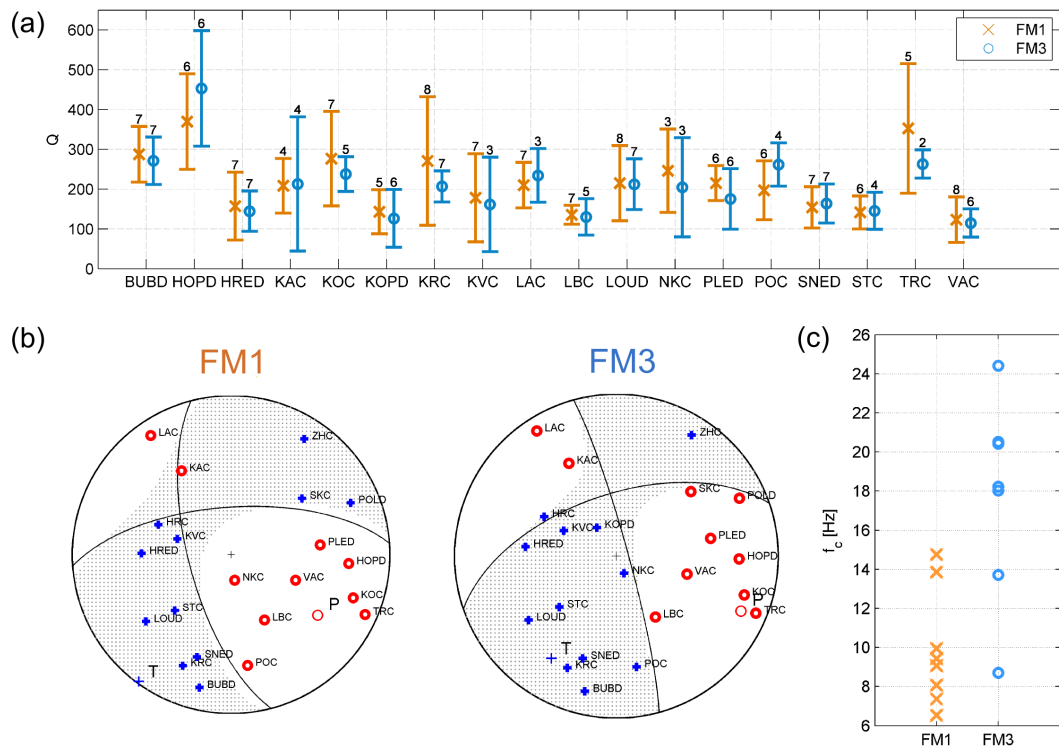 (a)
Q
600
500
400
300
200
100
0
7 7 6 6 7 7 4 4 7 5 5 6 8 7 7 3 7 3 7 5 8 7 3 3 7 6 6 4 7 7 6 4 5 2 8 6
FM1
FM3
BUBD HOPD HRED KAC KOC KOPD KRC KVC LAC LBC LOUD NKC PLED POC SNED STC TRC VAC
(b)
FM1
LAC
ZHC
KAC
SKC
POLD
HRC
KVC
HRED
PLED
HOPD
NKC
VAC
KOC
STC
P
LOUD
LBC
TRC
SNED
T
KRC
POC
BUBD
FM3
LAC
ZHC
KAC
SKC
POLD
HRC
KVC
KOPD
HRED
PLED
HOPD
NKC
VAC
KOC
P
STC
LOUD
LBC
TRC
T
SNED
KRC
POC
BUBD
(c)
f_c [Hz]
26
24
22
20
18
16
14
12
10
8
6
FM1 FM3